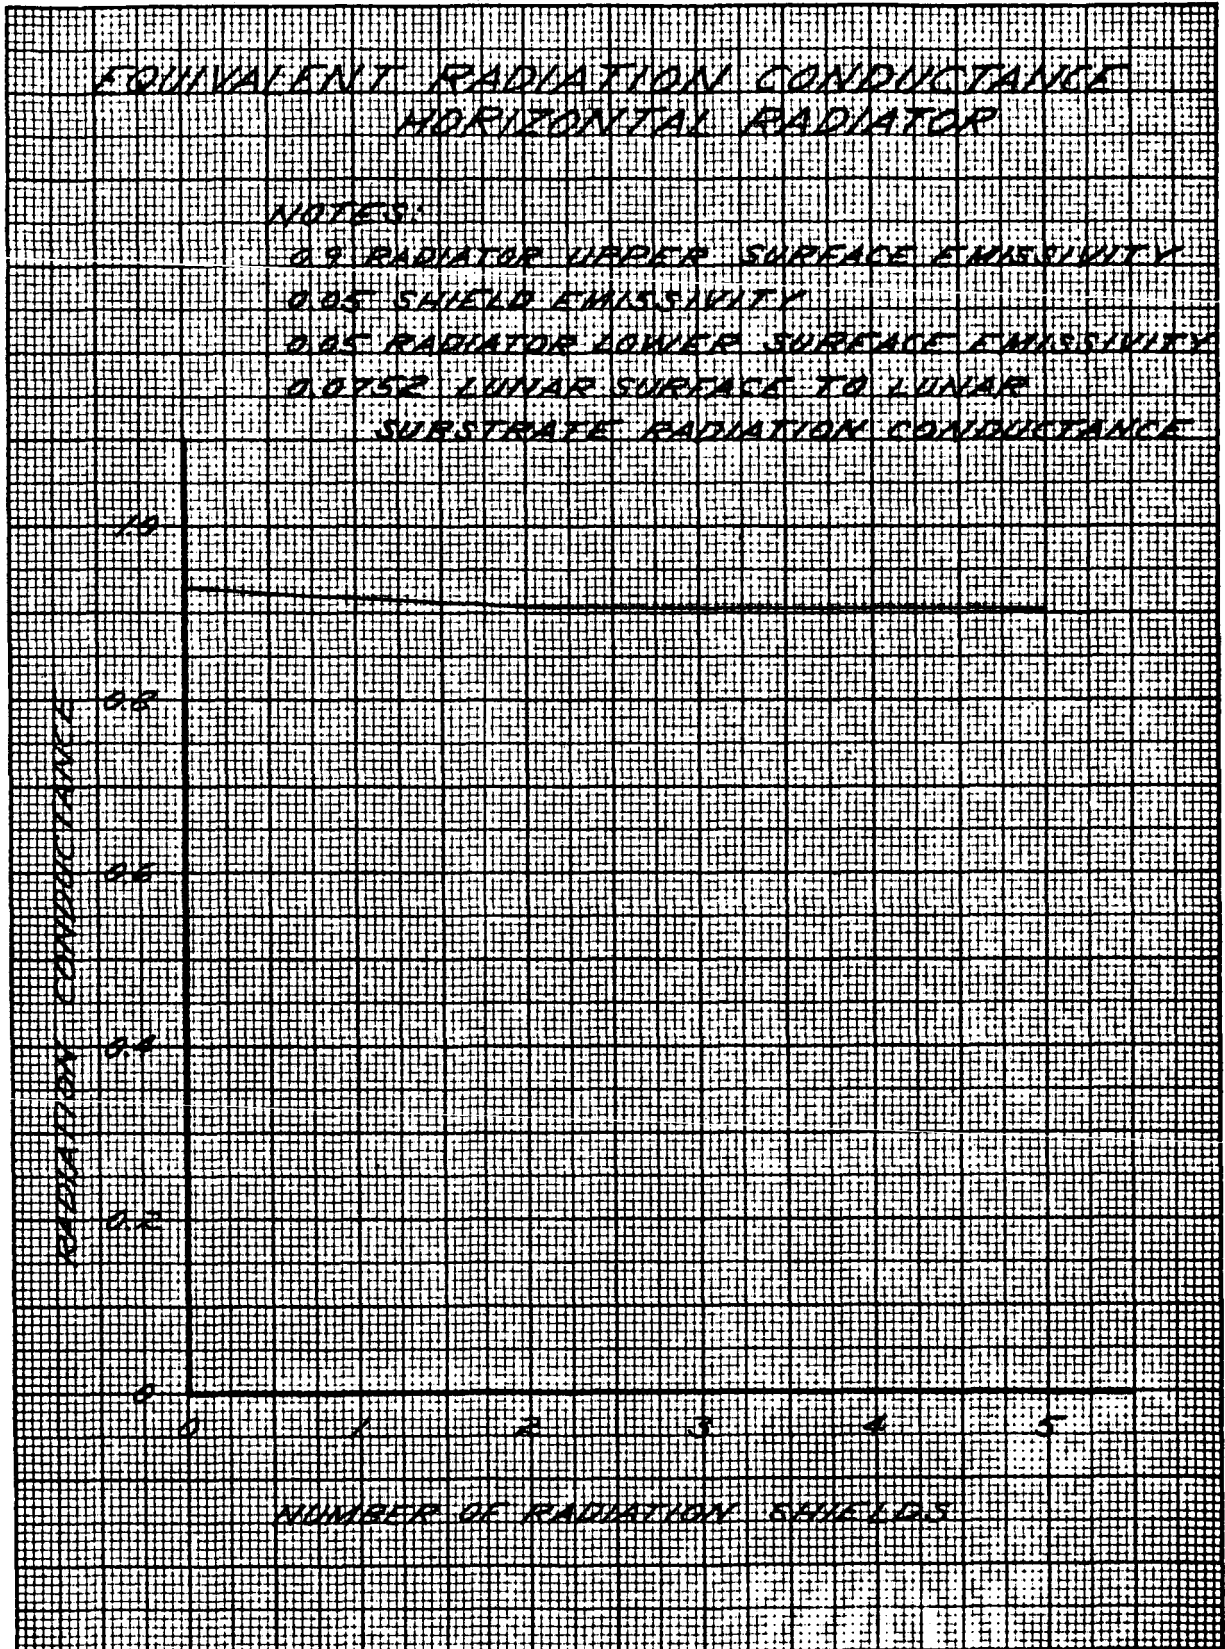 EQUIVALENT RADIATION CONDUCTANCE
HORIZONTAL RADIATOR
NOTES:
0.9 RADIATOR UPPER SURFACE EMISSIVITY
0.05 SHIELD EMISSIVITY
0.05 RADIATOR LOWER SURFACE EMISSIVITY
0.0752 LUNAR SURFACE TO LUNAR
SUBSTRATE RADIATION CONDUCTANCE
1.0
0.8
0.6
0.4
0.2
0
RADIATION CONDUCTANCE
0 1 2 3 4 5
NUMBER OF RADIATION SHIELDS